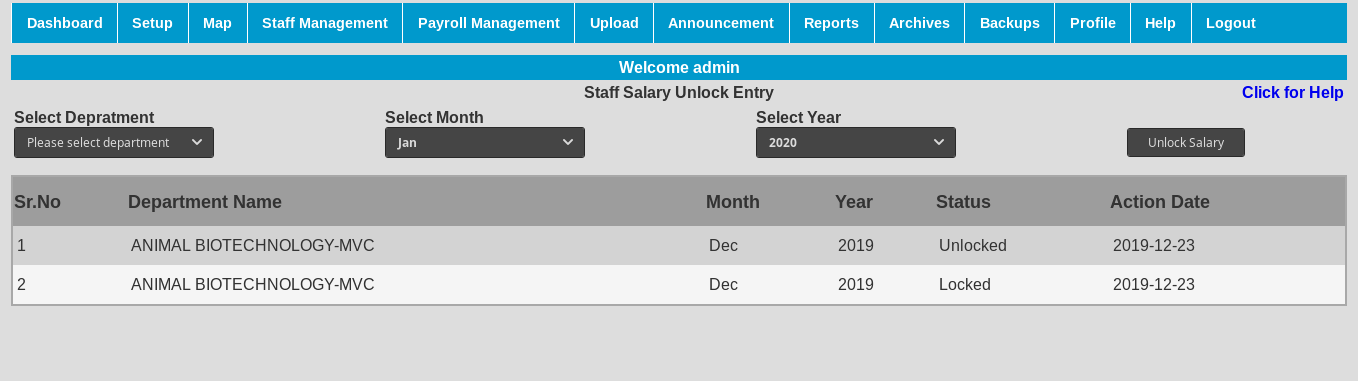 Dashboard Setup Map Staff Management Payroll Management Upload Announcement Reports Archives Backups Profile Help Logout
Welcome admin
Staff Salary Unlock Entry Click for Help
Select Depratment Select Month Select Year
Please select department Jan 2020 Unlock Salary
Sr.No Department Name Month Year Status Action Date
1 ANIMAL BIOTECHNOLOGY-MVC Dec 2019 Unlocked 2019-12-23
2 ANIMAL BIOTECHNOLOGY-MVC Dec 2019 Locked 2019-12-23